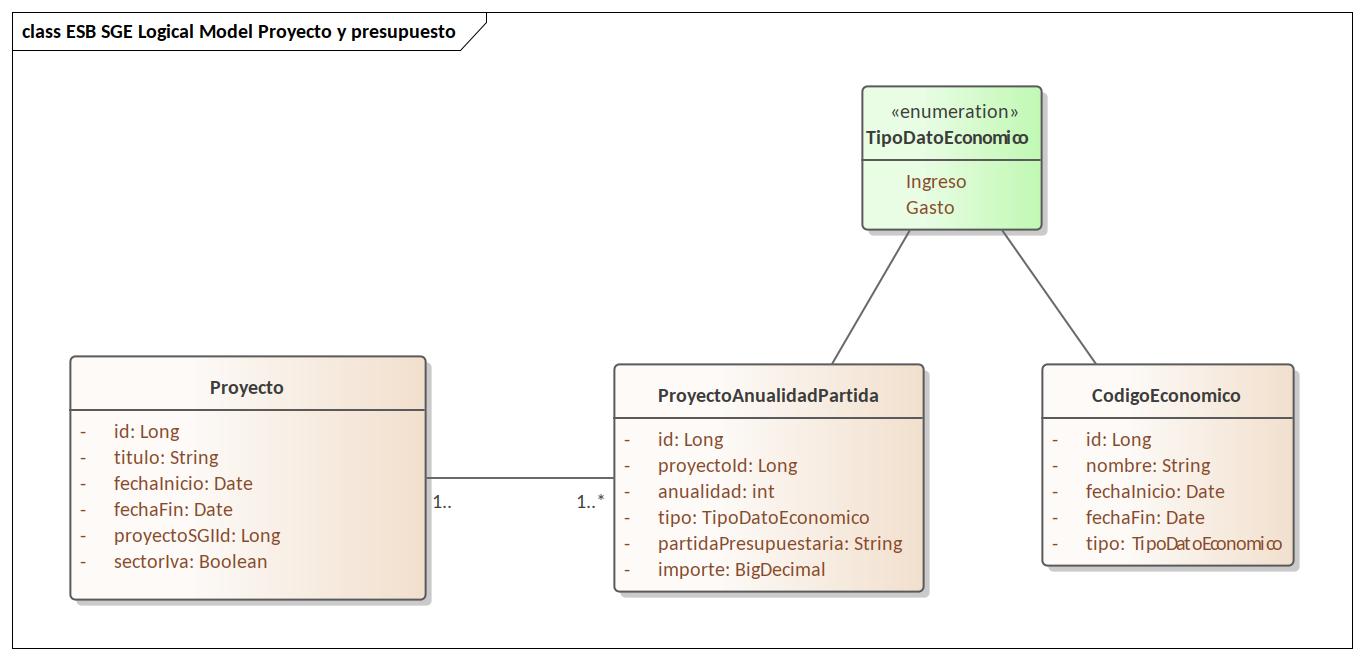 class ESB SGE Logical Model Proyecto y presupuesto
«enumeration»
TipoDatoEconomico
Ingreso
Gasto
Proyecto
- id: Long
- titulo: String
- fechaInicio: Date
- fechaFin: Date
- proyectoSGIId: Long
- sectorIva: Boolean
1..
1..*
ProyectoAnualidadPartida
- id: Long
- proyectoId: Long
- anualidad: int
- tipo: TipoDatoEconomico
- partidaPresupuestaria: String
- importe: BigDecimal
CodigoEconomico
- id: Long
- nombre: String
- fechaInicio: Date
- fechaFin: Date
- tipo: TipoDatoEconomico